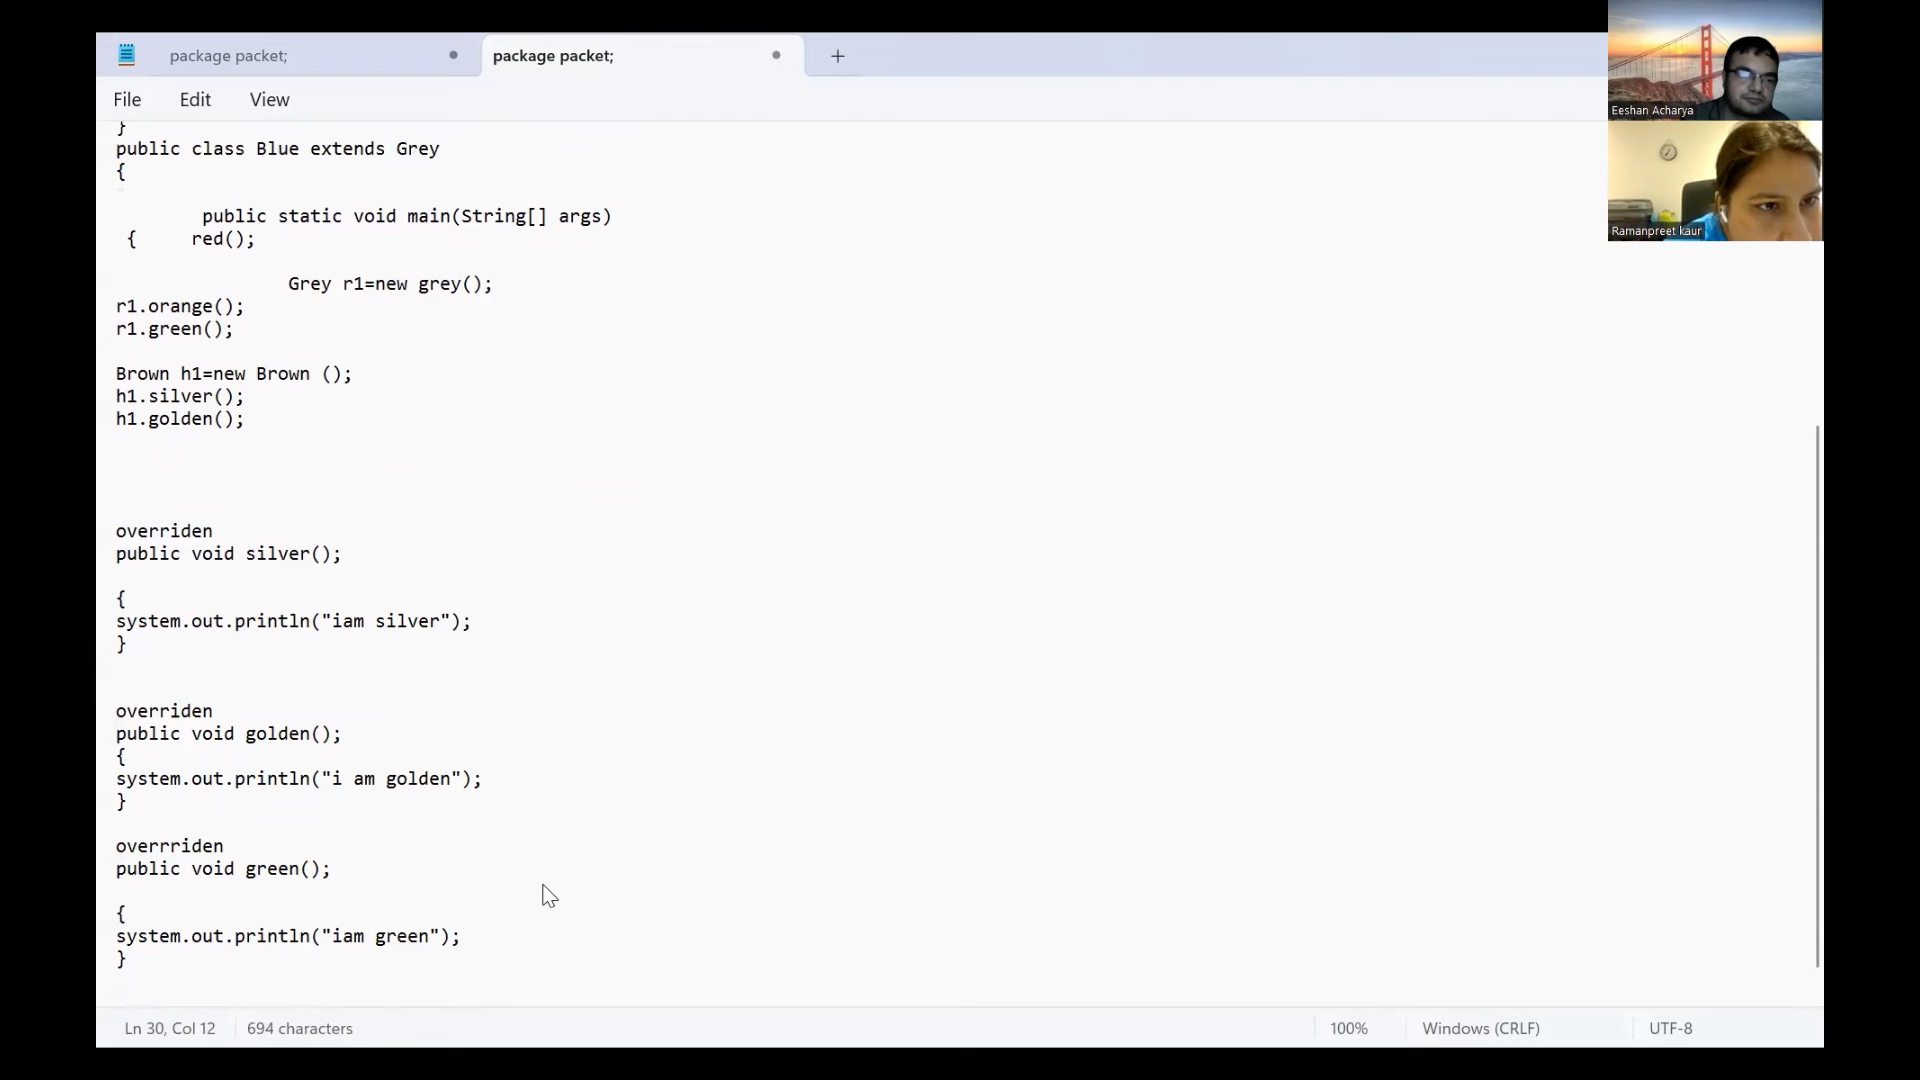 package packet;
package packet;
File Edit View
}
public class Blue extends Grey
{
public static void main(String[] args)
{ red();
Grey r1=new grey();
r1.orange();
r1.green();
Brown h1=new Brown ();
h1.silver();
h1.golden();
overriden
public void silver();
{
system.out.println("iam silver");
}
overriden
public void golden();
{
system.out.println("i am golden");
}
overrriden
public void green();
{
system.out.println("iam green");
}
Ln 30, Col 12 694 characters 100% Windows (CRLF) UTF-8
Eeshan Acharya
Ramanpreet kaur